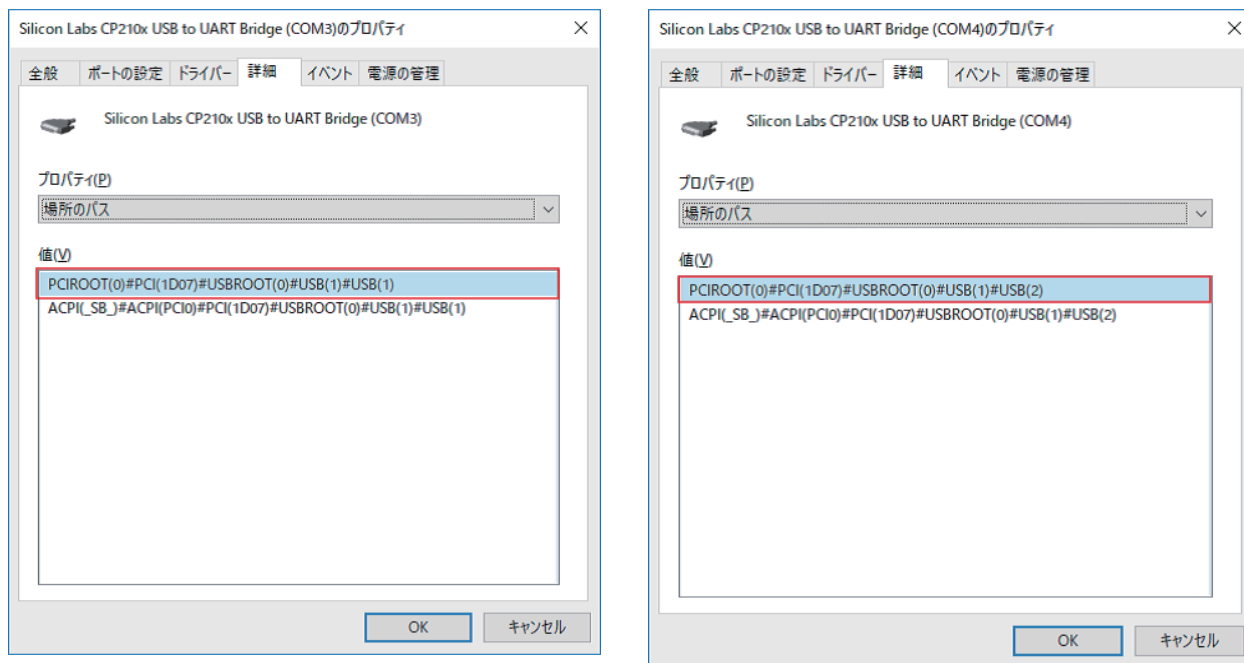 Silicon Labs CP210x USB to UART Bridge (COM3)のプロパティ
全般 ポートの設定 ドライバー 詳細 イベント 電源の管理
Silicon Labs CP210x USB to UART Bridge (COM3)
プロパティ(P)
場所のパス
値(V)
PCIROOT(0)#PCI(1D07)#USBROOT(0)#USB(1)#USB(1)
ACPI(_SB_)#ACPI(PCI0)#PCI(1D07)#USBROOT(0)#USB(1)#USB(1)
OK キャンセル
Silicon Labs CP210x USB to UART Bridge (COM4)のプロパティ
全般 ポートの設定 ドライバー 詳細 イベント 電源の管理
Silicon Labs CP210x USB to UART Bridge (COM4)
プロパティ(P)
場所のパス
値(V)
PCIROOT(0)#PCI(1D07)#USBROOT(0)#USB(1)#USB(2)
ACPI(_SB_)#ACPI(PCI0)#PCI(1D07)#USBROOT(0)#USB(1)#USB(2)
OK キャンセル